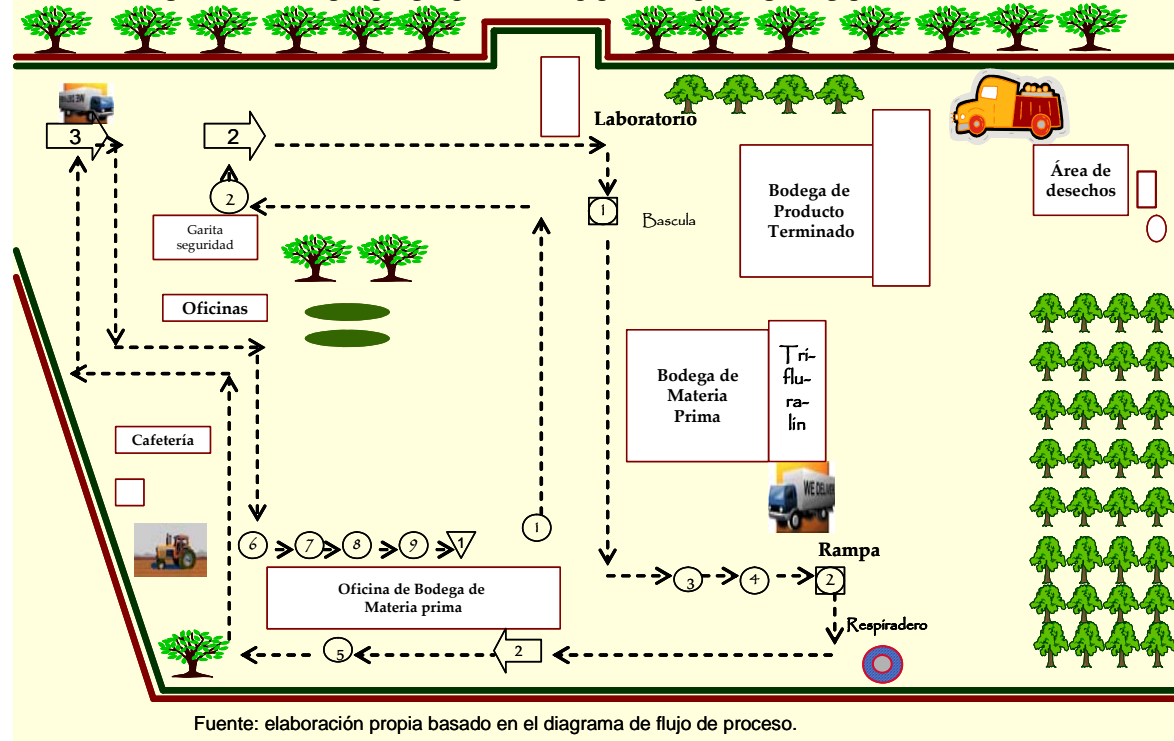 3
2
Laboratorio
2
1
Bascula
Garita
seguridad
Bodega de
Producto
Terminado
Área de
desechos
Oficinas
Bodega de
Materia
Prima
Tri-
flu-
ra-
lín
Cafetería
WE DELIVER
1
6
7
8
9
1
Rampa
3
4
2
Oficina de Bodega de
Materia prima
Respiradero
5
2
Fuente: elaboración propia basado en el diagrama de flujo de proceso.